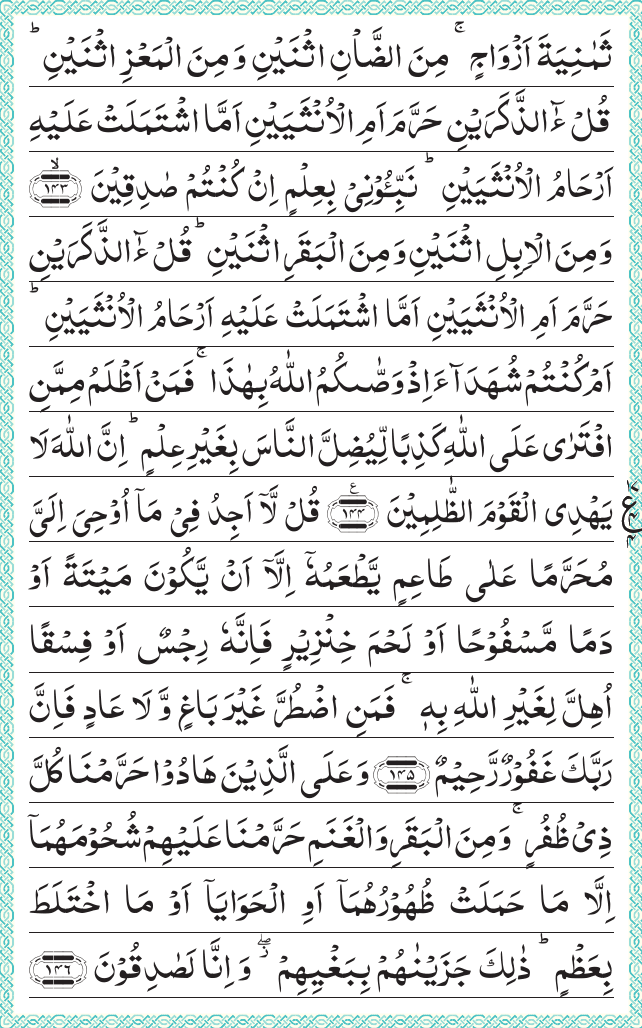 ثَمٰنِيَةَ اَزْوَاجٍ ۚ مِنَ الضَّاْنِ اثْنَيْنِ وَمِنَ الْمَعْزِ اثْنَيْنِ ؕ
قُلْ ءٰٓالذَّكَرَيْنِ حَرَّمَ اَمِ الْاُنْثَيَيْنِ اَمَّا اشْتَمَلَتْ عَلَيْهِ
اَرْحَامُ الْاُنْثَيَيْنِ ؕ نَبِّـُٔوْنِيْ بِعِلْمٍ اِنْ كُنْتُمْ صٰدِقِيْنَ ۙ‏﴿۱۴۳﴾
وَمِنَ الْاِبِلِ اثْنَيْنِ وَمِنَ الْبَقَرِ اثْنَيْنِ ؕ قُلْ ءٰٓالذَّكَرَيْنِ
حَرَّمَ اَمِ الْاُنْثَيَيْنِ اَمَّا اشْتَمَلَتْ عَلَيْهِ اَرْحَامُ الْاُنْثَيَيْنِ ؕ
اَمْ كُنْتُمْ شُهَدَآءَ اِذْ وَصّٰىكُمُ اللّٰهُ بِهٰذَا ۚ فَمَنْ اَظْلَمُ مِمَّنِ
افْتَرٰى عَلَى اللّٰهِ كَذِبًا لِّيُضِلَّ النَّاسَ بِغَيْرِ عِلْمٍ ؕ اِنَّ اللّٰهَ لَا
يَهْدِى الْقَوْمَ الظّٰلِمِيْنَ ﴿۱۴۴﴾ قُلْ لَّاۤ اَجِدُ فِيْ مَاۤ اُوْحِيَ اِلَيَّ
مُحَرَّمًا عَلٰى طَاعِمٍ يَّطْعَمُهٗۤ اِلَّاۤ اَنْ يَّكُوْنَ مَيْتَةً اَوْ
دَمًا مَّسْفُوْحًا اَوْ لَحْمَ خِنْزِيْرٍ فَاِنَّهٗ رِجْسٌ اَوْ فِسْقًا
اُهِلَّ لِغَيْرِ اللّٰهِ بِهٖ ۚ فَمَنِ اضْطُرَّ غَيْرَ بَاغٍ وَّلَا عَادٍ فَاِنَّ
رَبَّكَ غَفُوْرٌ رَّحِيْمٌ ﴿۱۴۵﴾ وَعَلَى الَّذِيْنَ هَادُوْا حَرَّمْنَا كُلَّ
ذِيْ ظُفُرٍ ۚ وَمِنَ الْبَقَرِ وَالْغَنَمِ حَرَّمْنَا عَلَيْهِمْ شُحُوْمَهُمَاۤ
اِلَّا مَا حَمَلَتْ ظُهُوْرُهُمَاۤ اَوِ الْحَوَايَاۤ اَوْ مَا اخْتَلَطَ
بِعَظْمٍ ؕ ذٰلِكَ جَزَيْنٰهُمْ بِبَغْيِهِمْ ۖ وَاِنَّا لَصٰدِقُوْنَ ﴿۱۴۶﴾